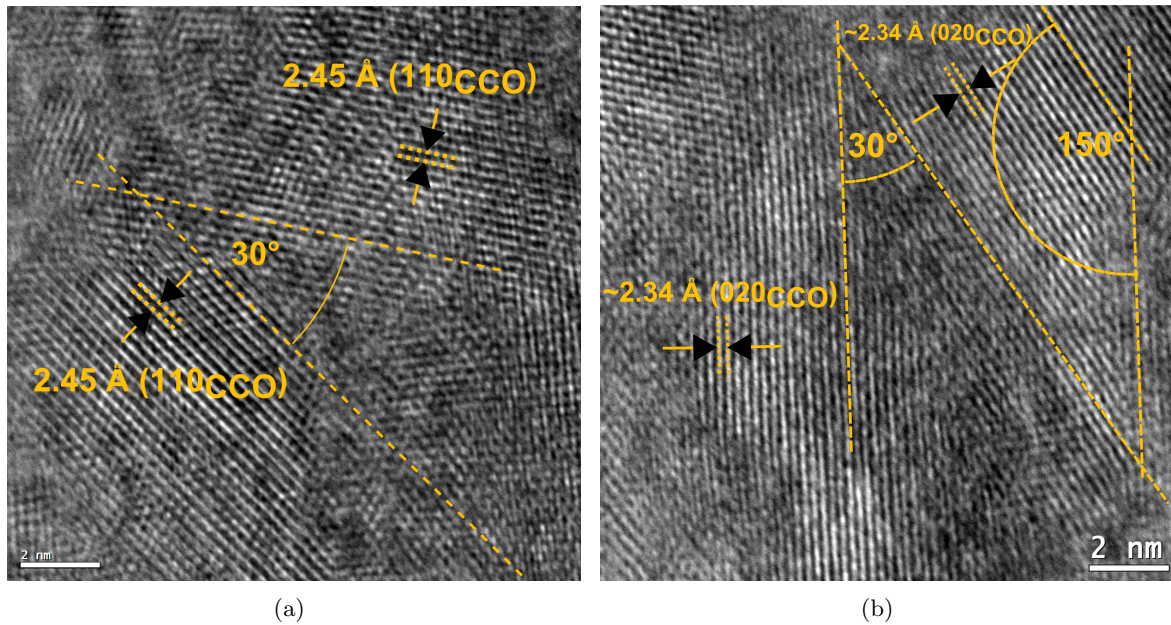 2.45 Å (110CCO)
30°
2.45 Å (110CCO)
2 nm
~2.34 Å (020CCO)
30°
150°
~2.34 Å (020CCO)
2 nm
(a)
(b)